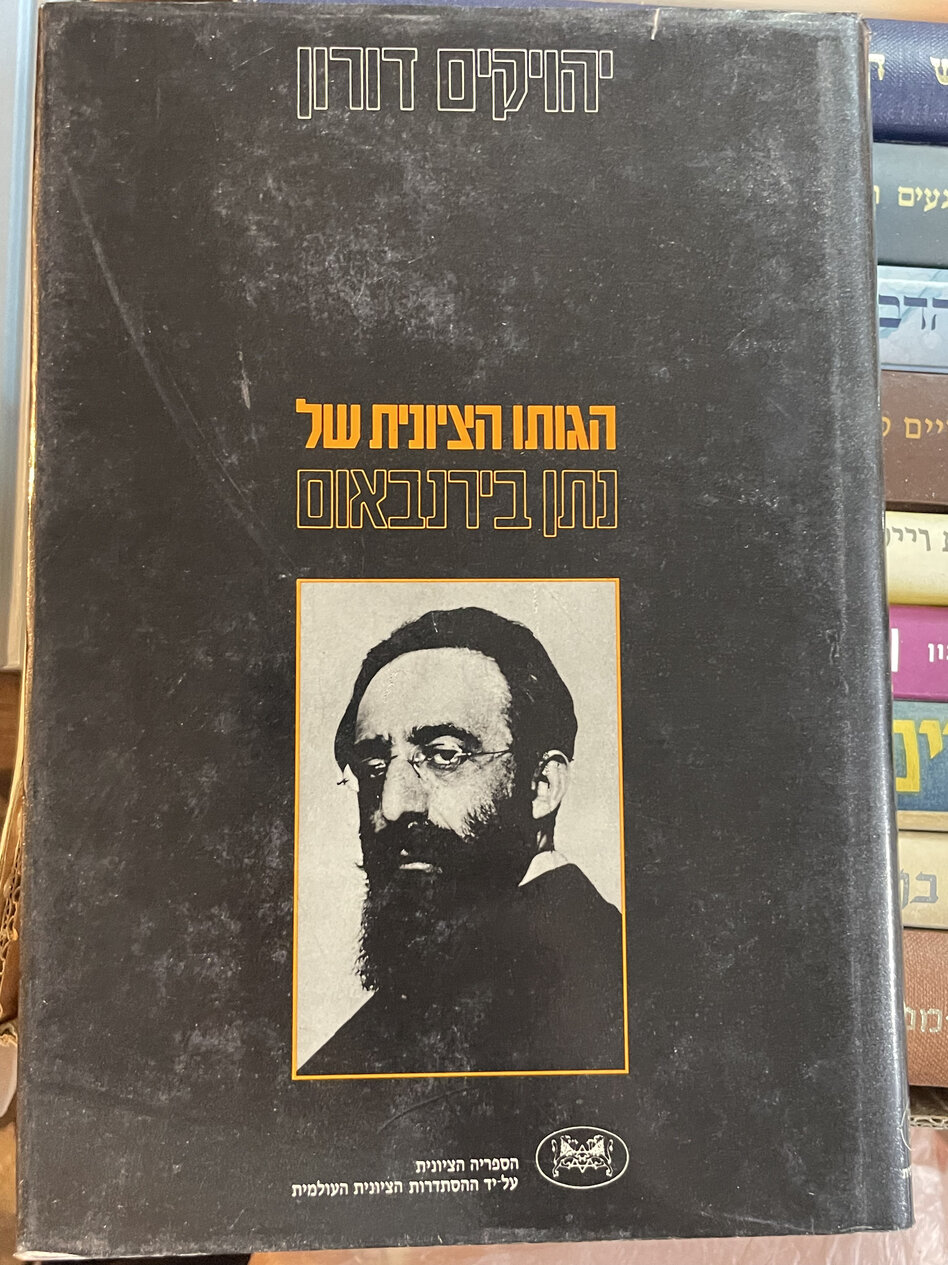 יהויקים דורון
הגותו הציונית של
נתן בירנבאום
הספריה הציונית
על-יד ההסתדרות הציונית העולמית